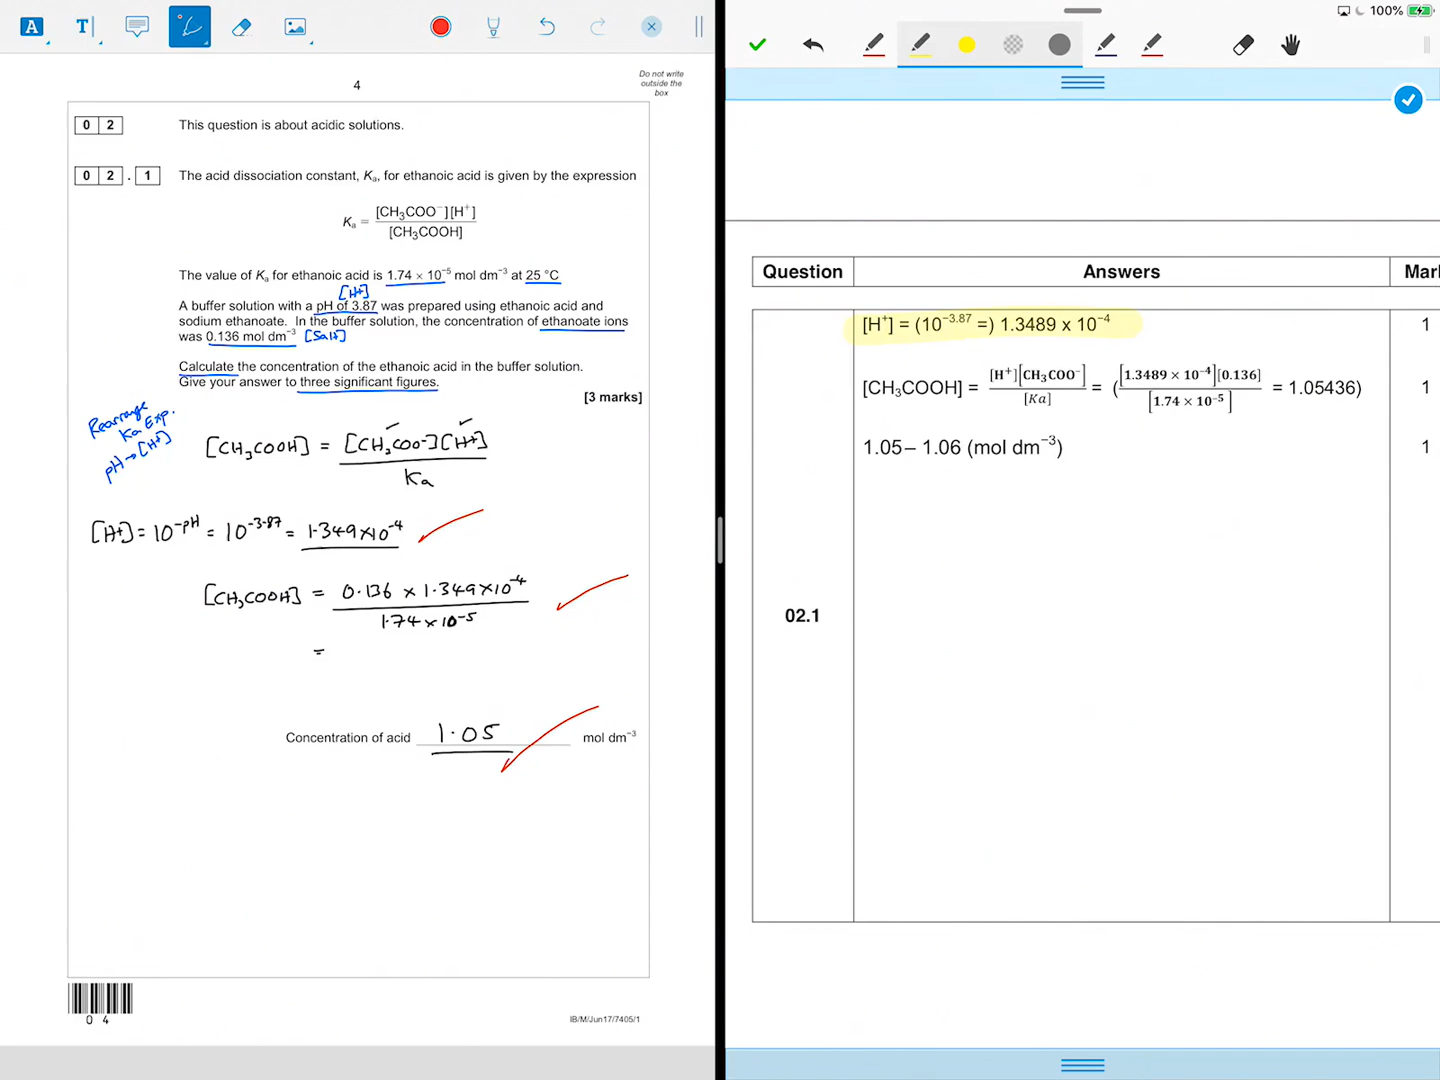 A T
4
Do not write
outside the
box
0 2 This question is about acidic solutions.
0 2 . 1 The acid dissociation constant, Kₐ, for ethanoic acid is given by the expression
Kₐ = [CH₃COO⁻][H⁺] / [CH₃COOH]
The value of Kₐ for ethanoic acid is 1.74 × 10⁻⁵ mol dm⁻³ at 25 °C
[H+]
A buffer solution with a pH of 3.87 was prepared using ethanoic acid and
sodium ethanoate. In the buffer solution, the concentration of ethanoate ions
was 0.136 mol dm⁻³ [Salt]
Calculate the concentration of the ethanoic acid in the buffer solution.
Give your answer to three significant figures.
[3 marks]
Rearrange
Ka Exp.
pH → [H+]
[CH₃COOH] = [CH₃COO-][H+] / Ka
[H+] = 10^-pH = 10^-3.87 = 1.349×10^-4
[CH₃COOH] = 0.136 × 1.349×10^-4 / 1.74×10^-5
=
Concentration of acid 1.05 mol dm⁻³
0 4
IB/M/Jun17/7405/1
100%
Question Answers Mar
[H⁺] = (10⁻³·⁸⁷ =) 1.3489 x 10⁻⁴ 1
[CH₃COOH] = [H⁺][CH₃COO⁻] / [Ka] = ([1.3489 × 10⁻⁴][0.136] / [1.74 × 10⁻⁵] = 1.05436) 1
1.05 – 1.06 (mol dm⁻³) 1
02.1